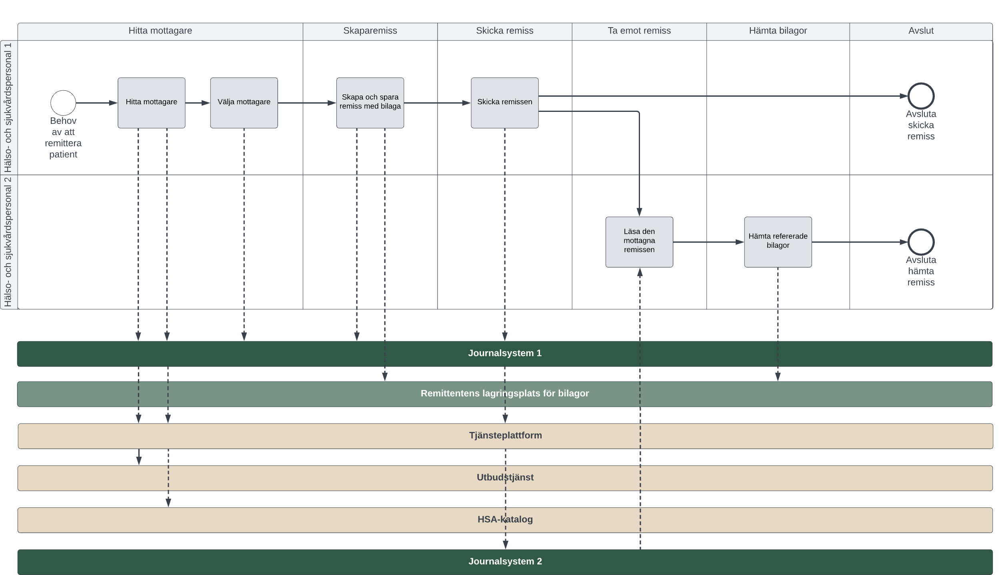 Hitta mottagare
Skaparemiss
Skicka remiss
Ta emot remiss
Hämta bilagor
Avslut
Hälso- och sjukvårdspersonal 1
Behov
av att
remittera
patient
Hitta mottagare
Välja mottagare
Skapa och spara
remiss med bilaga
Skicka remissen
Avsluta
skicka
remiss
Hälso- och sjukvårdspersonal 2
Läsa den
mottagna
remissen
Hämta refererade
bilagor
Avsluta
hämta
remiss
Journalsystem 1
Remittentens lagringsplats för bilagor
Tjänsteplattform
Utbudstjänst
HSA-katalog
Journalsystem 2